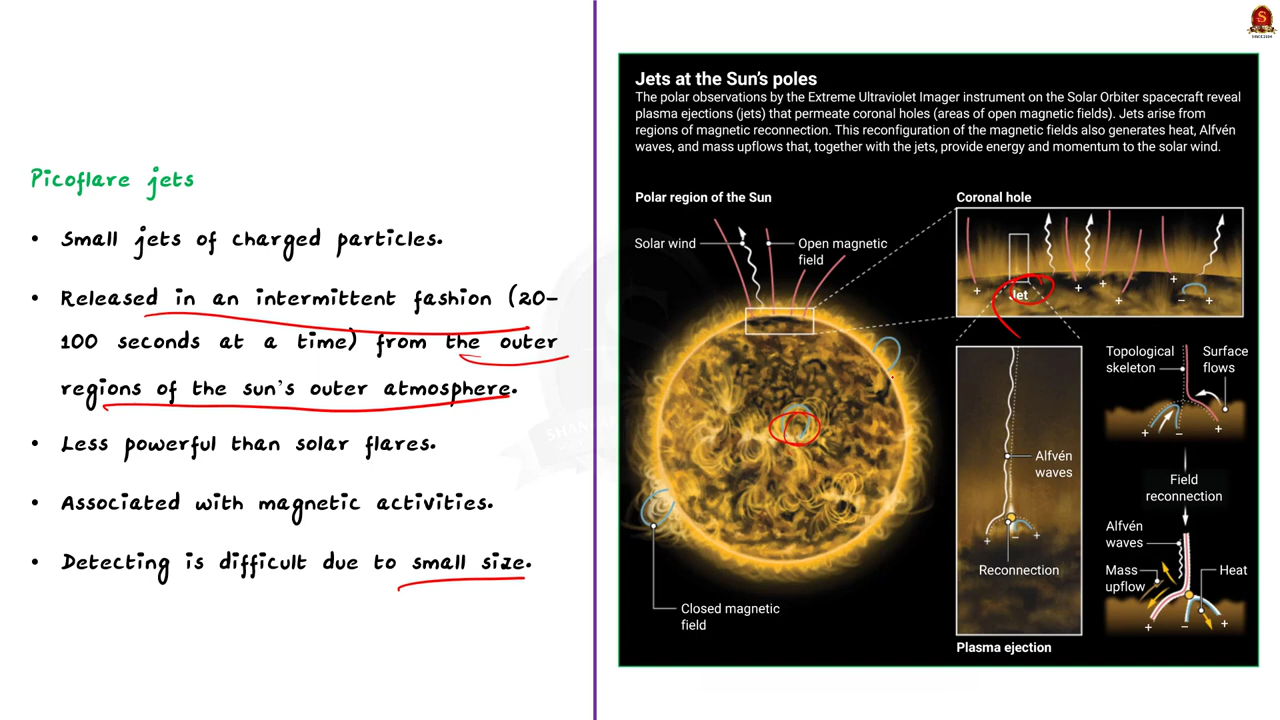 Picoflare jets
• Small jets of charged particles.
• Released in an intermittent fashion (20-
100 seconds at a time) from the outer
regions of the sun's outer atmosphere.
• Less powerful than solar flares.
• Associated with magnetic activities.
• Detecting is difficult due to small size.
S
SINCE 2004
Jets at the Sun's poles
The polar observations by the Extreme Ultraviolet Imager instrument on the Solar Orbiter spacecraft reveal
plasma ejections (jets) that permeate coronal holes (areas of open magnetic fields). Jets arise from
regions of magnetic reconnection. This reconfiguration of the magnetic fields also generates heat, Alfvén
waves, and mass upflows that, together with the jets, provide energy and momentum to the solar wind.
Polar region of the Sun
Solar wind
Open magnetic
field
Closed magnetic
field
Coronal hole
+ + + + + − +
Jet
Alfvén
waves
+ − +
Reconnection
Plasma ejection
Topological
skeleton
Surface
flows
+ − +
Field
reconnection
Alfvén
waves
Mass
upflow
Heat
+ − +